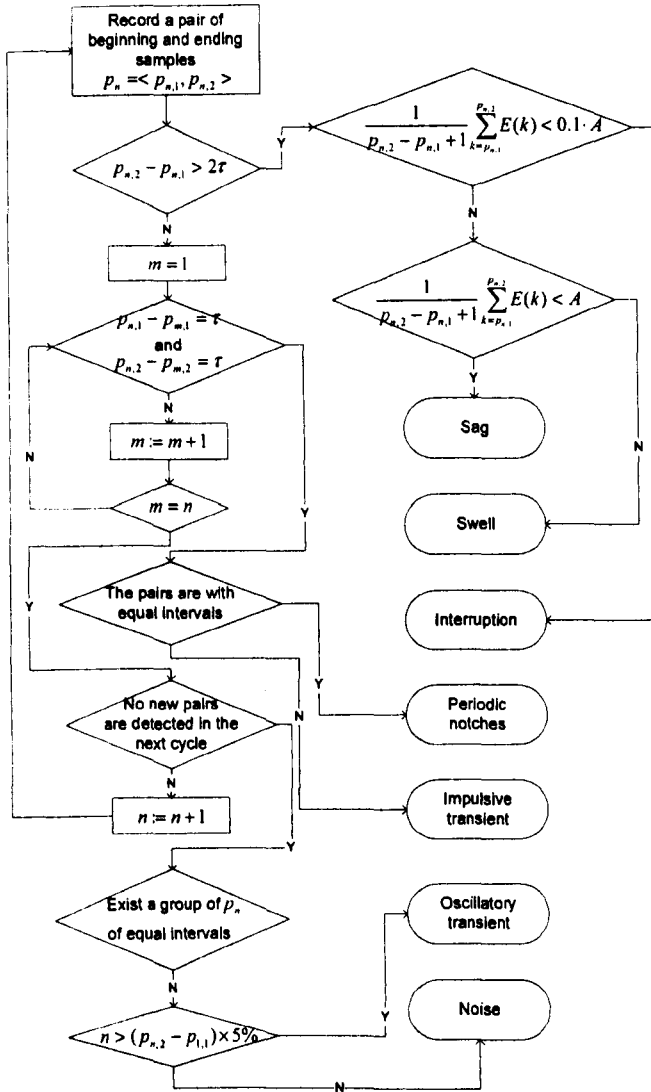 Record a pair of
beginning and ending
samples
p_n =< p_{n,1}, p_{n,2} >
p_{n,2} − p_{n,1} > 2τ
Y
\frac{1}{p_{n,2} − p_{n,1} + 1} \sum_{k=p_{n,1}}^{p_{n,2}} E(k) < 0.1 · A
N
N
m = 1
\frac{1}{p_{n,2} − p_{n,1} + 1} \sum_{k=p_{n,1}}^{p_{n,2}} E(k) < A
p_{n,1} − p_{m,1} = τ
and
p_{n,2} − p_{m,2} = τ
Y
N
Sag
m := m + 1
N
N
m = n
Y
Swell
Y
The pairs are with
equal intervals
Interruption
Y
No new pairs
are detected in the
next cycle
N
Periodic
notches
N
n := n + 1
Impulsive
transient
Y
Exist a group of p_n
of equal intervals
Oscillatory
transient
N
n > (p_{n,2} − p_{1,1}) × 5%
Y
Noise
N